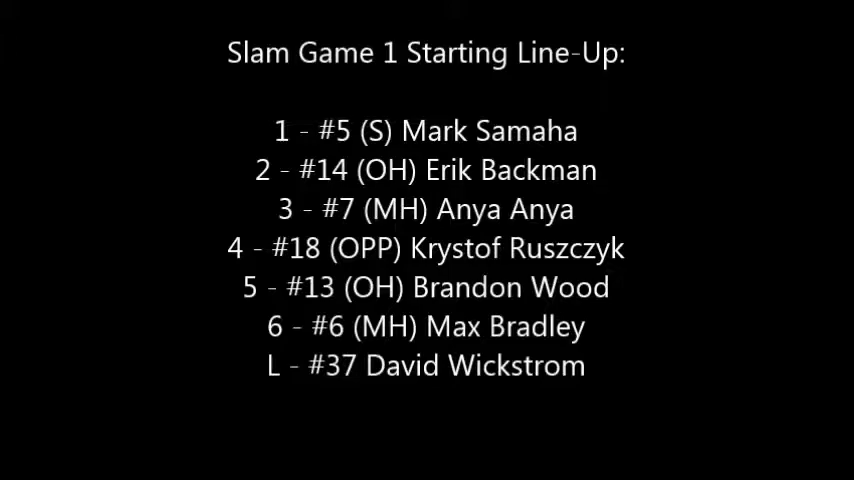 Slam Game 1 Starting Line-Up:
1 - #5 (S) Mark Samaha
2 - #14 (OH) Erik Backman
3 - #7 (MH) Anya Anya
4 - #18 (OPP) Krystof Ruszczyk
5 - #13 (OH) Brandon Wood
6 - #6 (MH) Max Bradley
L - #37 David Wickstrom